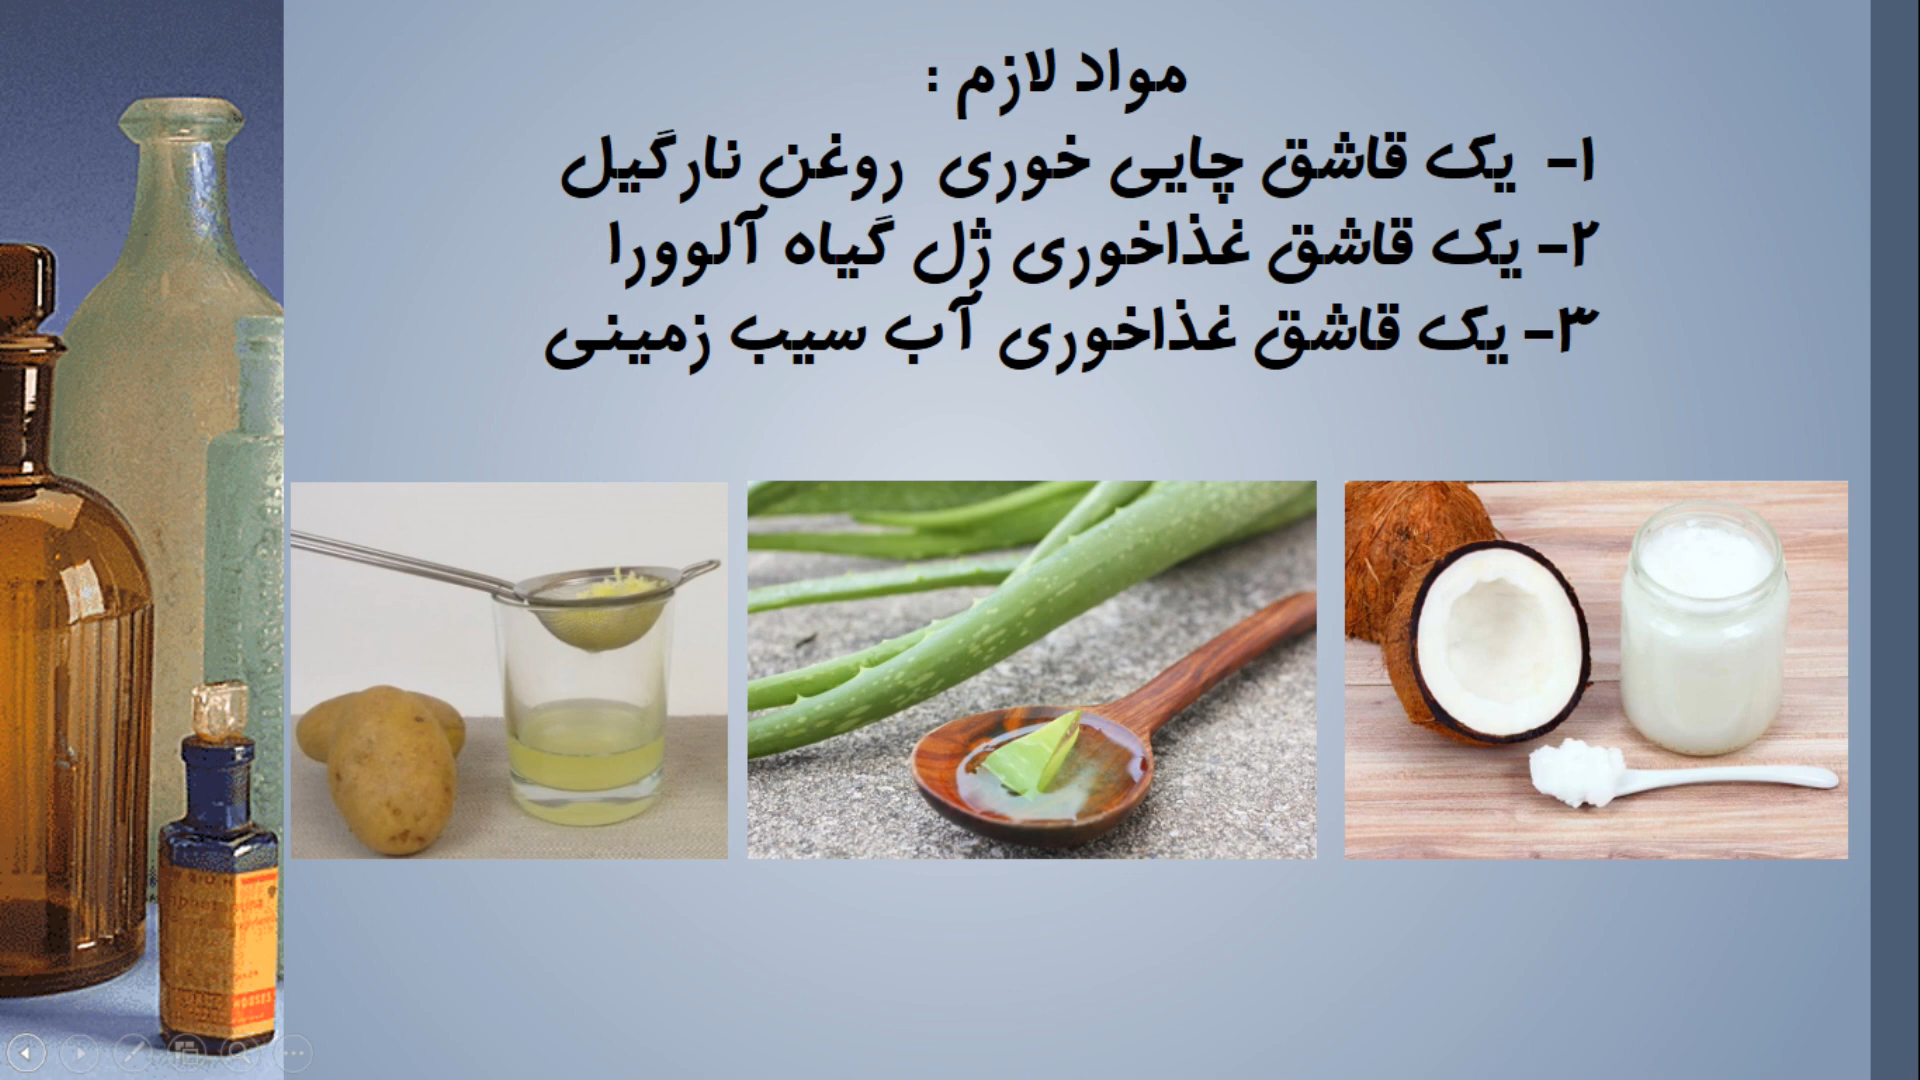 مواد لازم :
۱- یک قاشق چایی خوری روغن نارگیل
۲- یک قاشق غذاخوری ژل گیاه آلوورا
۳- یک قاشق غذاخوری آب سیب زمینی
HOUSES